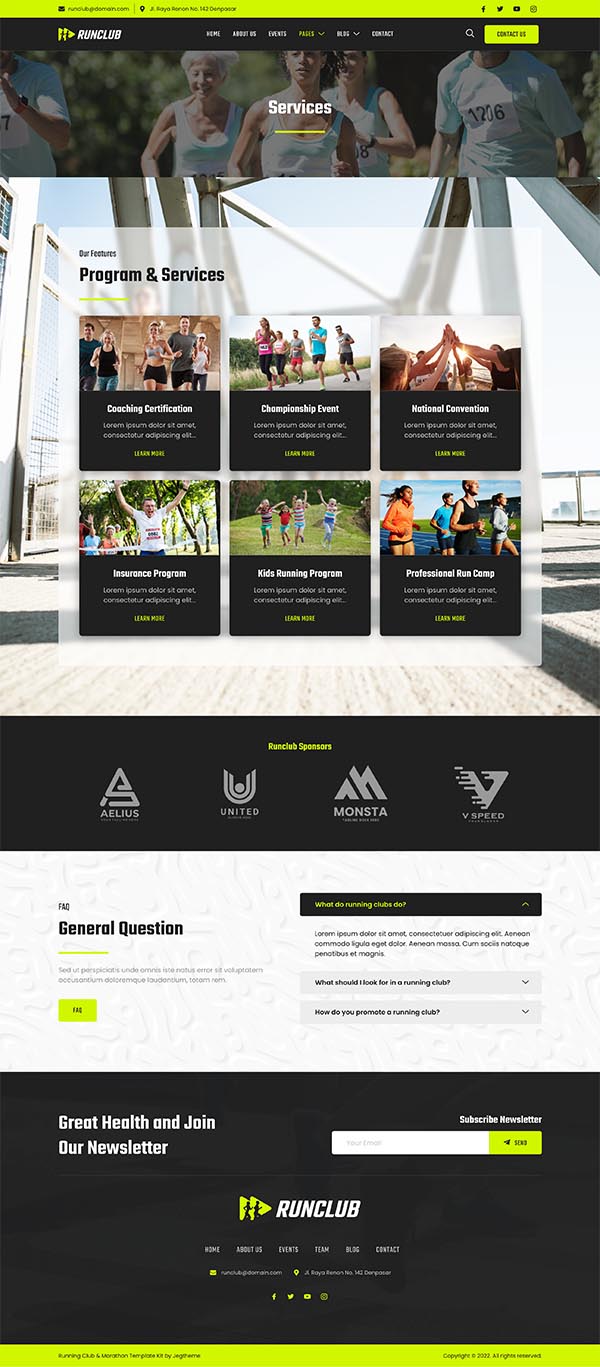 runclub@domain.com Jl. Raya Renon No. 142 Denpasar
RUNCLUB HOME ABOUT US EVENTS PAGES BLOG CONTACT CONTACT US
Services
1206
Our Features
Program & Services
Coaching Certification
Lorem ipsum dolor sit amet,
consectetur adipiscing elit...
LEARN MORE
Championship Event
Lorem ipsum dolor sit amet,
consectetur adipiscing elit...
LEARN MORE
National Convention
Lorem ipsum dolor sit amet,
consectetur adipiscing elit...
LEARN MORE
Insurance Program
Lorem ipsum dolor sit amet,
consectetur adipiscing elit...
LEARN MORE
Kids Running Program
Lorem ipsum dolor sit amet,
consectetur adipiscing elit...
LEARN MORE
Professional Run Camp
Lorem ipsum dolor sit amet,
consectetur adipiscing elit...
LEARN MORE
Runclub Sponsors
AELIUS
UNITED
MONSTA
TAGLINE GOES HERE
V SPEED
FAQ
General Question
Sed ut perspiciatis unde omnis iste natus error sit voluptatem
accusantium doloremque laudantium, totam rem.
FAQ
What do running clubs do?
Lorem ipsum dolor sit amet, consectetuer adipiscing elit. Aenean
commodo ligula eget dolor. Aenean massa. Cum sociis natoque
penatibus et magnis.
What should I look for in a running club?
How do you promote a running club?
Great Health and Join
Our Newsletter
Subscribe Newsletter
Your Email
SEND
RUNCLUB
HOME ABOUT US EVENTS TEAM BLOG CONTACT
runclub@domain.com Jl. Raya Renon No. 142 Denpasar
Running Club & Marathon Template Kit by Jegtheme
Copyright © 2022. All rights reserved.